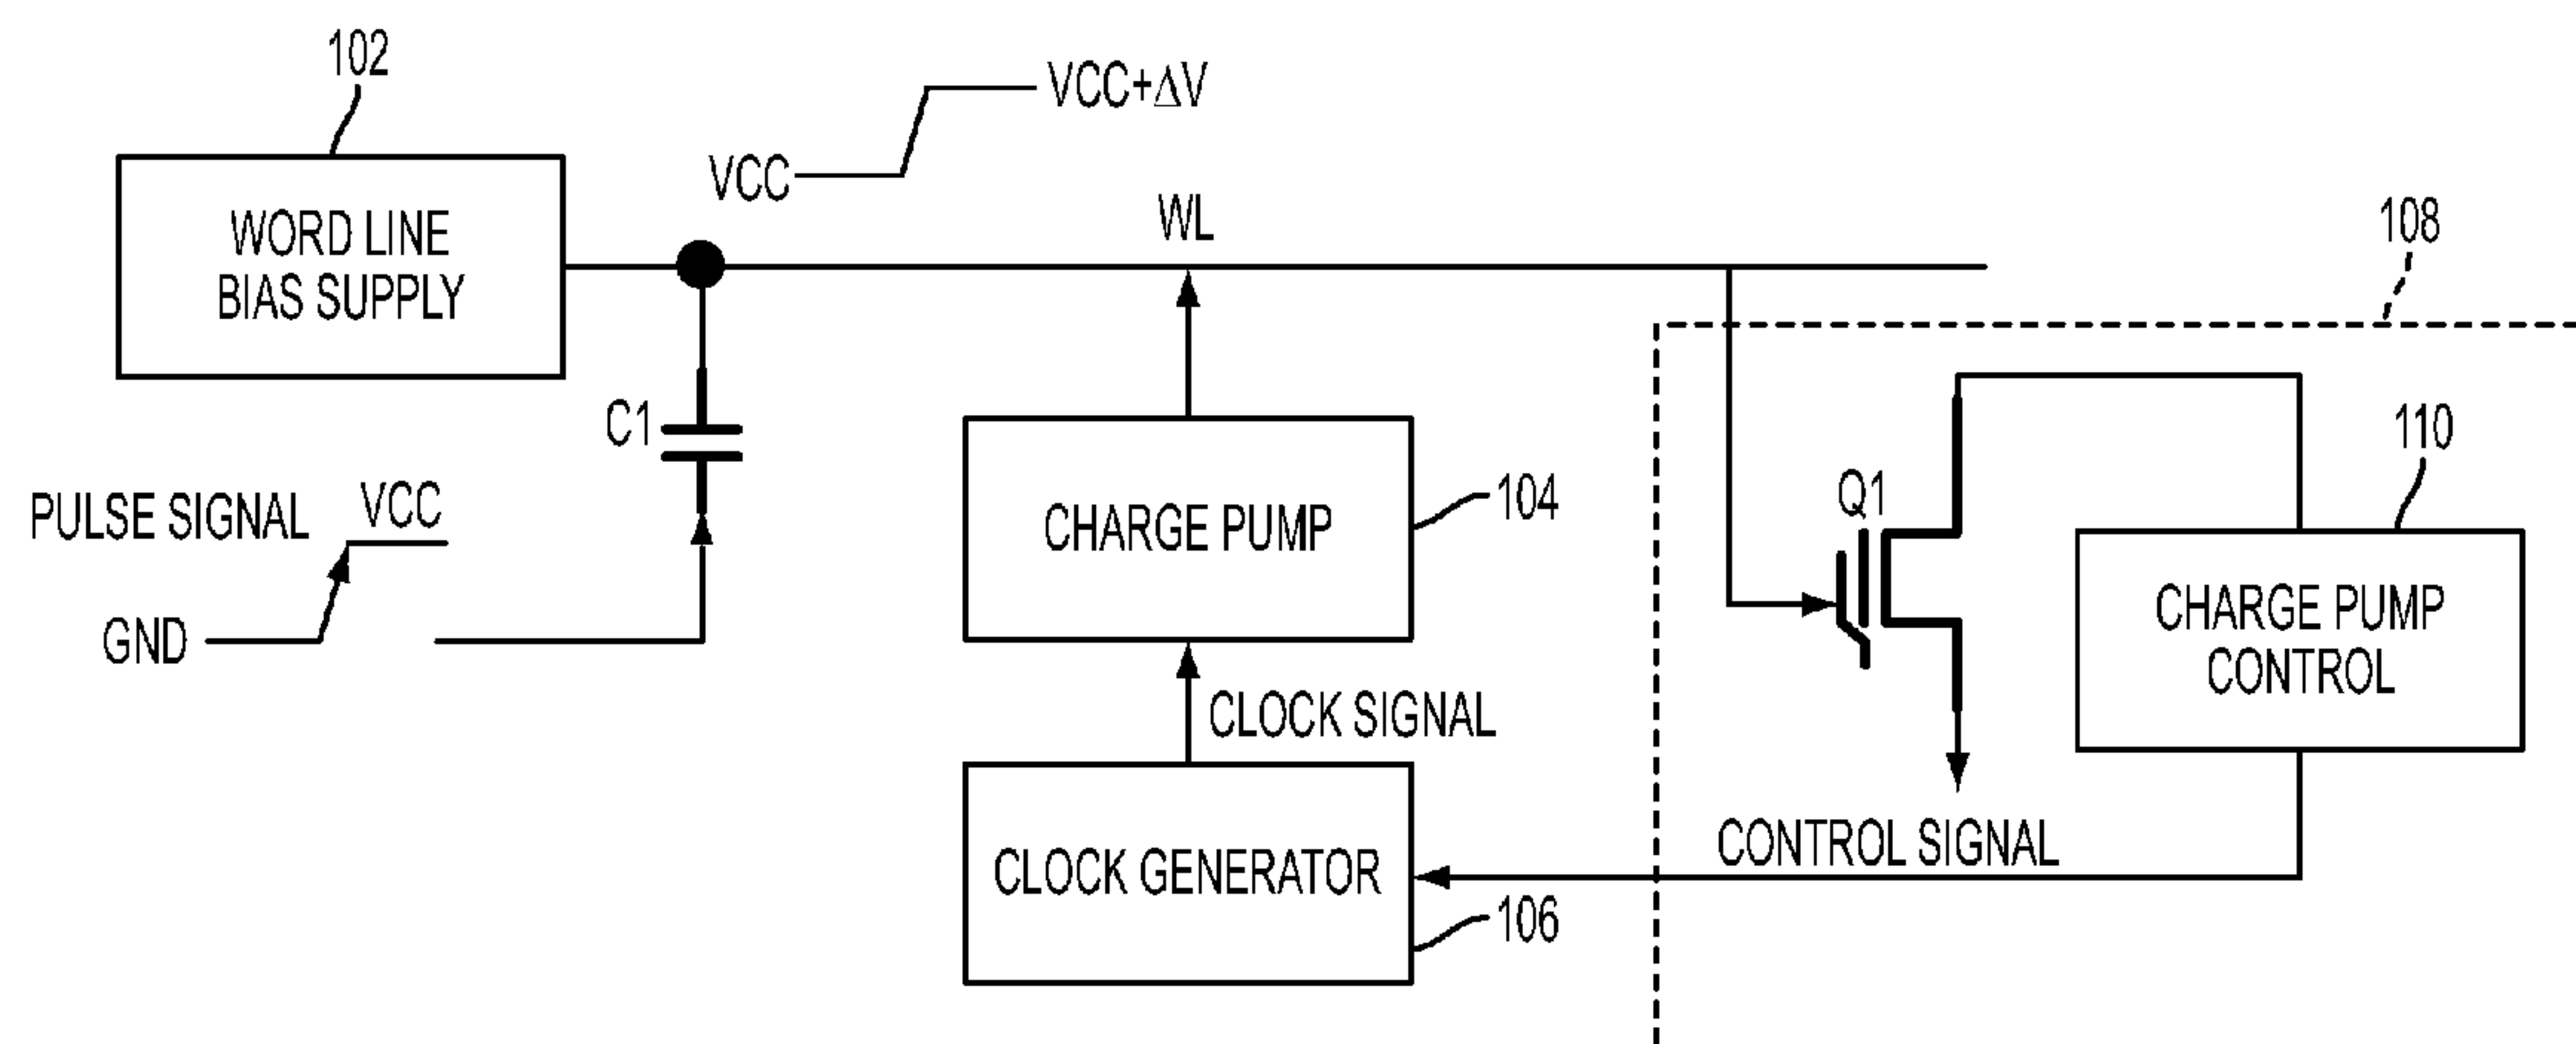 102
VCC+ΔV
VCC
WORD LINE
BIAS SUPPLY
WL
108
C1
110
PULSE SIGNAL
VCC
Q1
CHARGE PUMP
104
GND
CHARGE PUMP
CONTROL
CLOCK SIGNAL
CONTROL SIGNAL
CLOCK GENERATOR
106